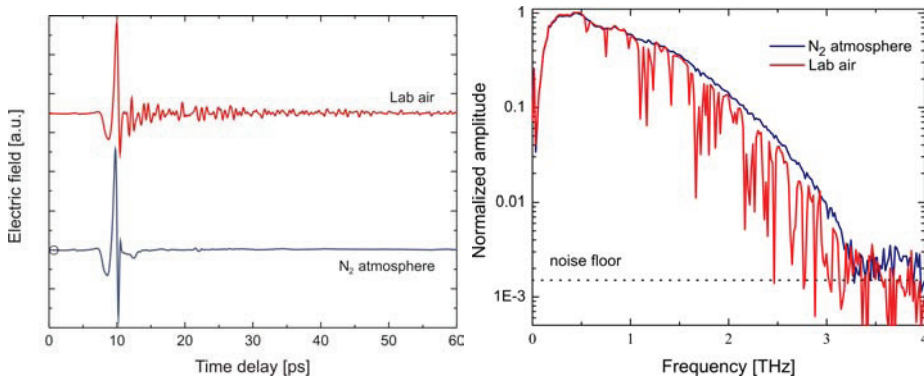 Electric field [a.u.]
Lab air
N₂ atmosphere
0 10 20 30 40 50 60
Time delay [ps]
Normalized amplitude
1
0.1
0.01
1E-3
N₂ atmosphere
Lab air
noise floor
0 1 2 3 4
Frequency [THz]